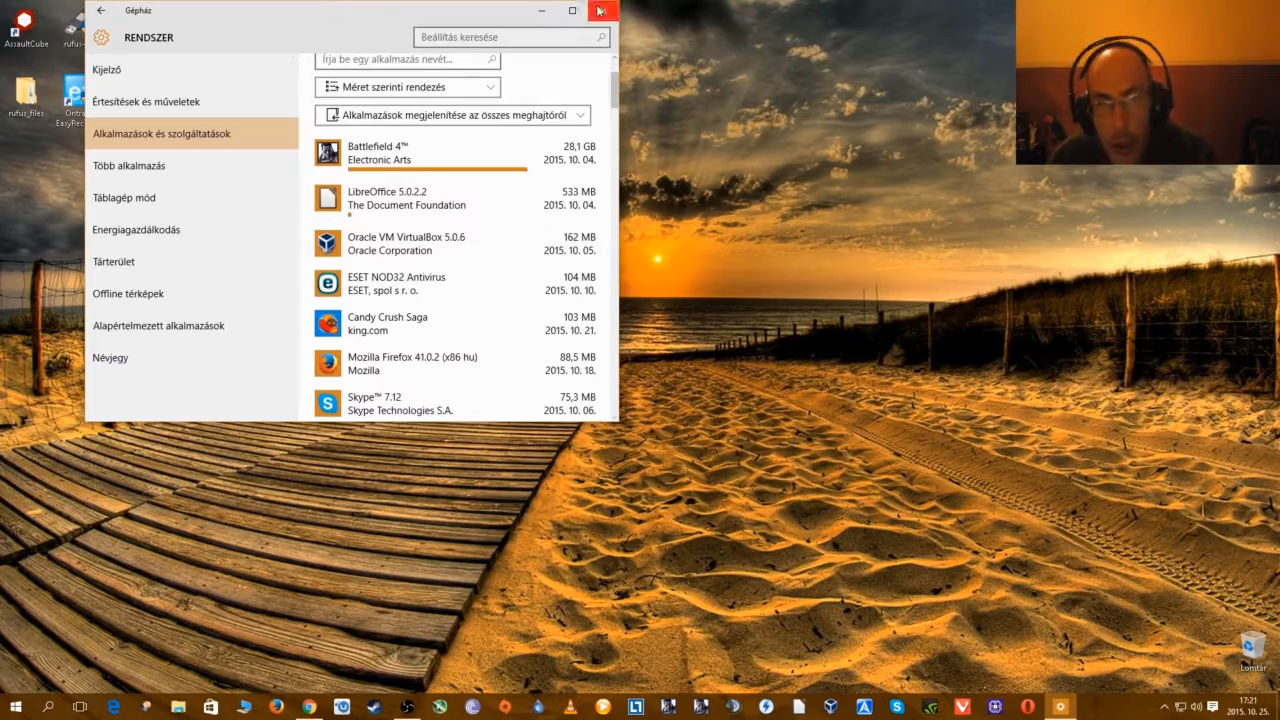 Gépház
RENDSZER
Beállítás keresése
Kijelző
Értesítések és műveletek
Alkalmazások és szolgáltatások
Több alkalmazás
Táblagép mód
Energiagazdálkodás
Tárterület
Offline térképek
Alapértelmezett alkalmazások
Névjegy
Írja be egy alkalmazás nevét...
Méret szerinti rendezés
Alkalmazások megjelenítése az összes meghajtóról
Battlefield 4™ 28,1 GB
Electronic Arts 2015. 10. 04.
LibreOffice 5.0.2.2 533 MB
The Document Foundation 2015. 10. 04.
Oracle VM VirtualBox 5.0.6 162 MB
Oracle Corporation 2015. 10. 05.
ESET NOD32 Antivirus 104 MB
ESET, spol s r. o. 2015. 10. 10.
Candy Crush Saga 103 MB
king.com 2015. 10. 21.
Mozilla Firefox 41.0.2 (x86 hu) 88,5 MB
Mozilla 2015. 10. 18.
Skype™ 7.12 75,3 MB
Skype Technologies S.A. 2015. 10. 06.
AssaultCube
rufus-
rufus_files
Ontra
EasyRec
Lomtár
17:21
2015. 10. 25.